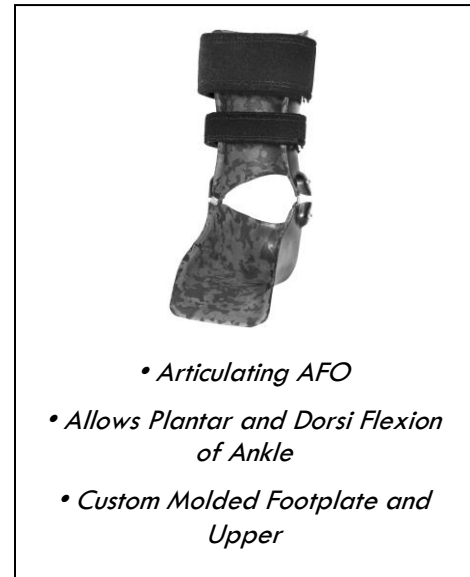 • Articulating AFO
• Allows Plantar and Dorsi Flexion
of Ankle
• Custom Molded Footplate and
Upper